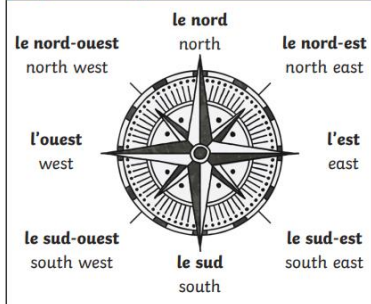 le nord
north
le nord-ouest
north west
le nord-est
north east
l'ouest
west
l'est
east
le sud-ouest
south west
le sud
south
le sud-est
south east